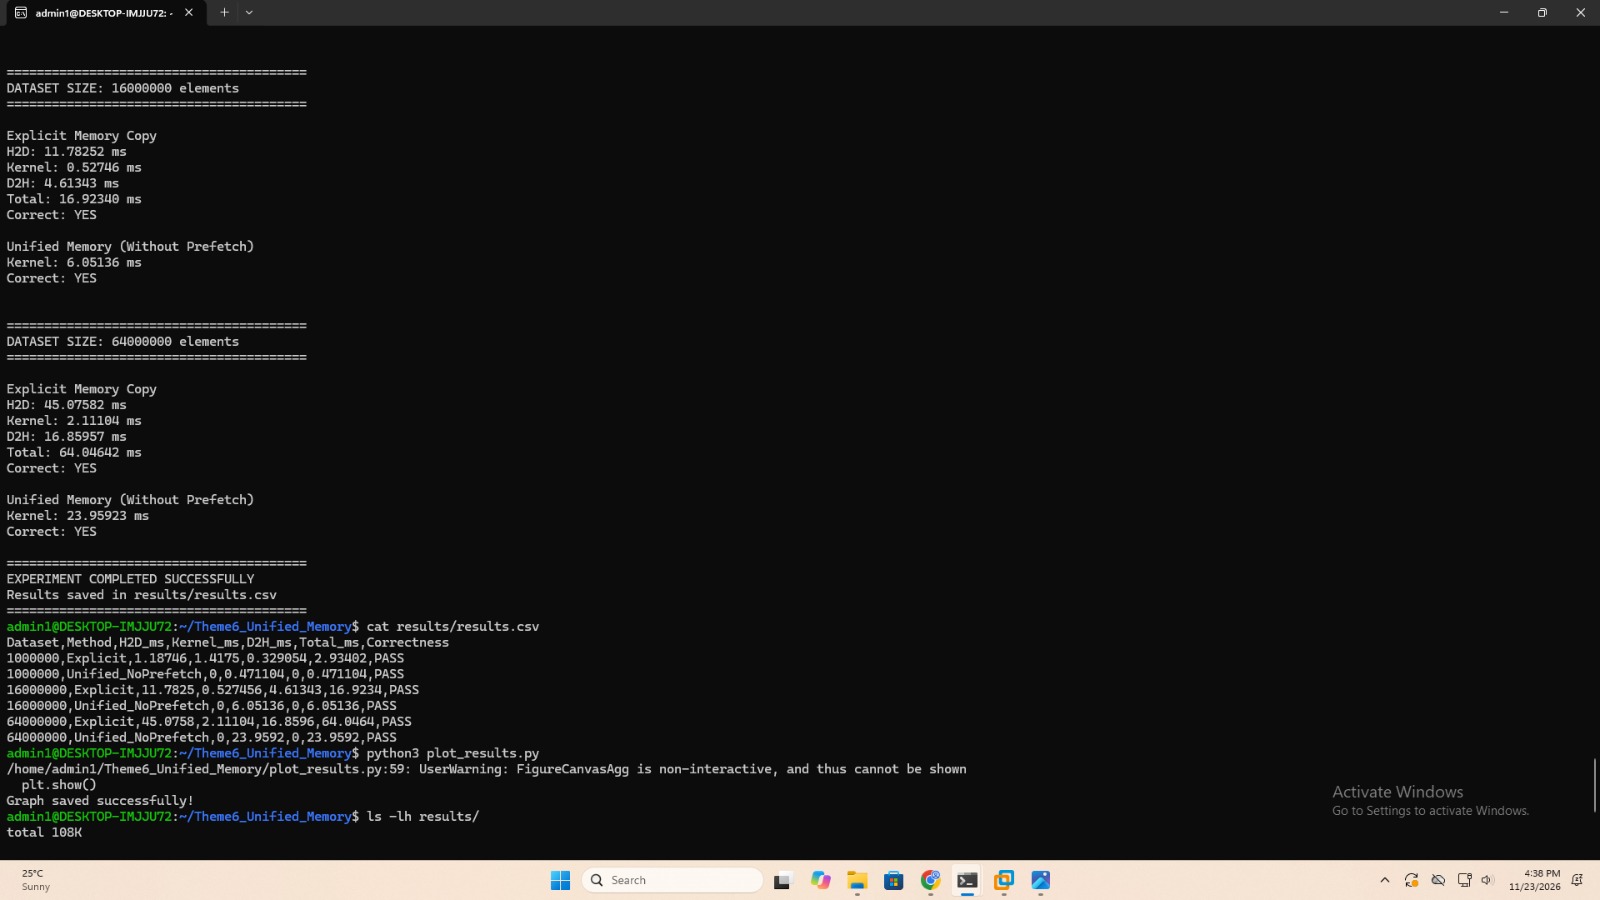 admin1@DESKTOP-IMJJU72: ~
========================================
DATASET SIZE: 16000000 elements
========================================
Explicit Memory Copy
H2D: 11.78252 ms
Kernel: 0.52746 ms
D2H: 4.61343 ms
Total: 16.92340 ms
Correct: YES
Unified Memory (Without Prefetch)
Kernel: 6.05136 ms
Correct: YES
========================================
DATASET SIZE: 64000000 elements
========================================
Explicit Memory Copy
H2D: 45.07582 ms
Kernel: 2.11104 ms
D2H: 16.85957 ms
Total: 64.04642 ms
Correct: YES
Unified Memory (Without Prefetch)
Kernel: 23.95923 ms
Correct: YES
========================================
EXPERIMENT COMPLETED SUCCESSFULLY
Results saved in results/results.csv
========================================
admin1@DESKTOP-IMJJU72:~/Theme6_Unified_Memory$ cat results/results.csv
Dataset,Method,H2D_ms,Kernel_ms,D2H_ms,Total_ms,Correctness
1000000,Explicit,1.18746,1.4175,0.329054,2.93402,PASS
1000000,Unified_NoPrefetch,0,0.471104,0,0.471104,PASS
16000000,Explicit,11.7825,0.527456,4.61343,16.9234,PASS
16000000,Unified_NoPrefetch,0,6.05136,0,6.05136,PASS
64000000,Explicit,45.0758,2.11104,16.8596,64.0464,PASS
64000000,Unified_NoPrefetch,0,23.9592,0,23.9592,PASS
admin1@DESKTOP-IMJJU72:~/Theme6_Unified_Memory$ python3 plot_results.py
/home/admin1/Theme6_Unified_Memory/plot_results.py:59: UserWarning: FigureCanvasAgg is non-interactive, and thus cannot be shown
plt.show()
Graph saved successfully!
admin1@DESKTOP-IMJJU72:~/Theme6_Unified_Memory$ ls -lh results/
total 108K
Activate Windows
Go to Settings to activate Windows.
25°C
Sunny
Search
4:38 PM
11/23/2026